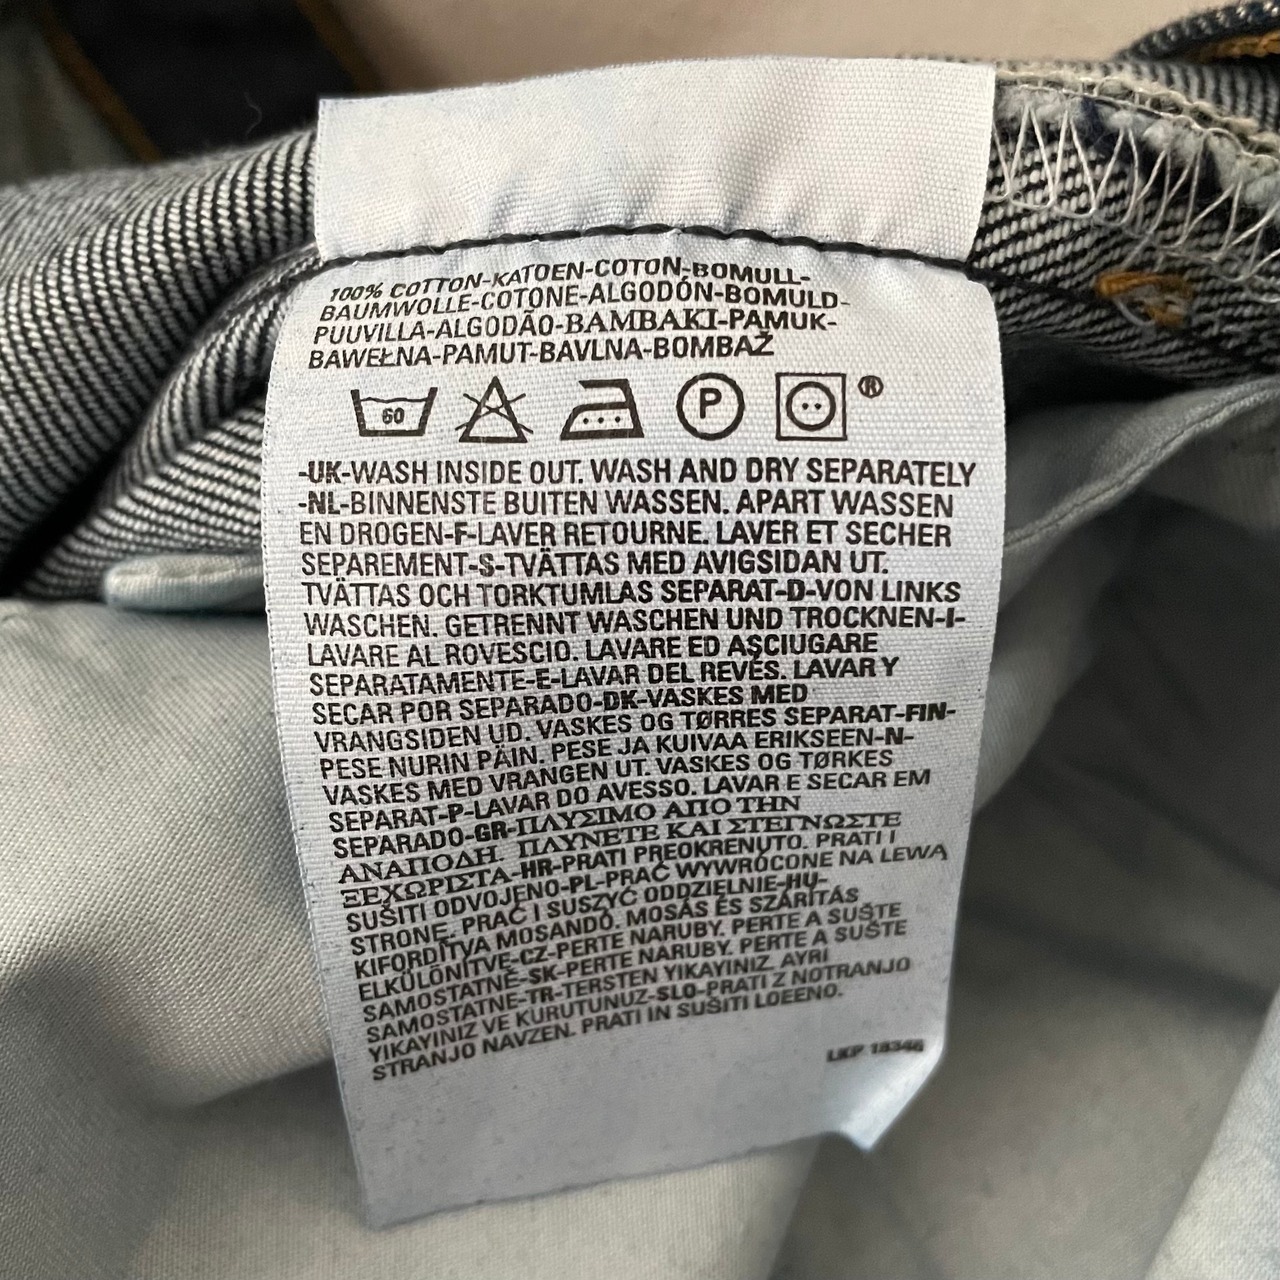 100% COTTON-KATOEN-COTON-BOMULL-
BAUMWOLLE-COTONE-ALGODÓN-BOMULD-
PUUVILLA-ALGODÃO-BAMBAKI-PAMUK-
BAWEŁNA-PAMUT-BAVLNA-BOMBAŽ
60 P ®
-UK-WASH INSIDE OUT. WASH AND DRY SEPARATELY
-NL-BINNENSTE BUITEN WASSEN. APART WASSEN
EN DROGEN-F-LAVER RETOURNE. LAVER ET SECHER
SEPAREMENT-S-TVÄTTAS MED AVIGSIDAN UT.
TVÄTTAS OCH TORKTUMLAS SEPARAT-D-VON LINKS
WASCHEN. GETRENNT WASCHEN UND TROCKNEN-I-
LAVARE AL ROVESCIO. LAVARE ED ASCIUGARE
SEPARATAMENTE-E-LAVAR DEL REVÉS. LAVAR Y
SECAR POR SEPARADO-DK-VASKES MED
VRANGSIDEN UD. VASKES OG TØRRES SEPARAT-FIN-
PESE NURIN PÄIN. PESE JA KUIVAA ERIKSEEN-N-
VASKES MED VRANGEN UT. VASKES OG TØRKES
SEPARAT-P-LAVAR DO AVESSO. LAVAR E SECAR EM
SEPARADO-GR-ΠΛΥΣΙΜΟ ΑΠΟ ΤΗΝ
ΑΝΑΠΟΔΗ. ΠΛΥΝΕΤΕ ΚΑΙ ΣΤΕΓΝΩΣΤΕ
ΞΕΧΩΡΙΣΤΑ-HR-PRATI PREOKRENUTO. PRATI I
SUŠITI ODVOJENO-PL-PRAĆ WYWRÓCONE NA LEWĄ
STRONĘ. PRAĆ I SUSZYĆ ODDZIELNIE-HU-
KIFORDÍTVA MOSANDÓ. MOSÁS ÉS SZÁRÍTÁS
ELKÜLÖNÍTVE-CZ-PERTE NARUBY. PERTE A SUŠTE
SAMOSTATNĚ-SK-PERTE NARUBY. PERTE A SUŠTE
SAMOSTATNE-TR-TERSTEN YIKAYINIZ. AYRI
YIKAYINIZ VE KURUTUNUZ-SLO-PRATI Z NOTRANJO
STRANJO NAVZEN. PRATI IN SUŠITI LOEENO.
LKP 18346